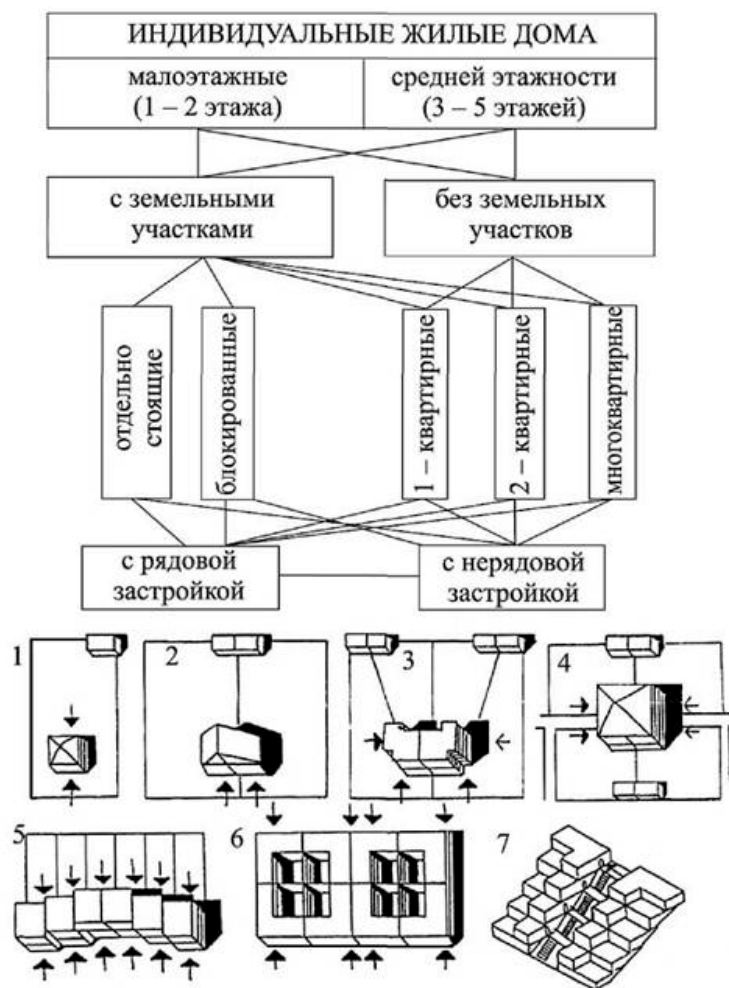 ИНДИВИДУАЛЬНЫЕ ЖИЛЫЕ ДОМА
малоэтажные
(1 – 2 этажа)
средней этажности
(3 – 5 этажей)
с земельными
участками
без земельных
участков
отдельно
стоящие
блокированные
1 – квартирные
2 – квартирные
многоквартирные
с рядовой
застройкой
с нерядовой
застройкой
1
2
3
4
5
6
7